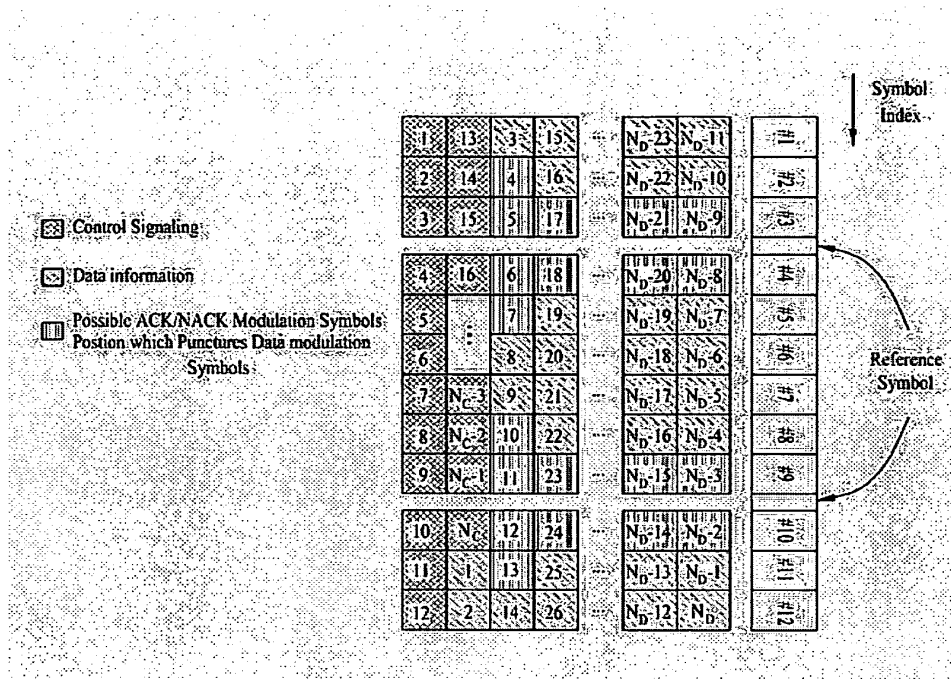 Symbol
Index
1 13 3 15 ... N_D-23 N_D-11 #1
2 14 4 16 ... N_D-22 N_D-10 #2
3 15 5 17 ... N_D-21 N_D-9 #3
Control Signaling
Data information
Possible ACK/NACK Modulation Symbols
Postion which Punctures Data modulation
Symbols
4 16 6 18 ... N_D-20 N_D-8 #4
5 ⋮ 7 19 ... N_D-19 N_D-7 #5
6 8 20 ... N_D-18 N_D-6 #6
7 N_C-3 9 21 ... N_D-17 N_D-5 #7
8 N_C-2 10 22 ... N_D-16 N_D-4 #8
9 N_C-1 11 23 ... N_D-15 N_D-3 #9
Reference
Symbol
10 N_C 12 24 ... N_D-14 N_D-2 #10
11 1 13 25 ... N_D-13 N_D-1 #11
12 2 14 26 ... N_D-12 N_D #12